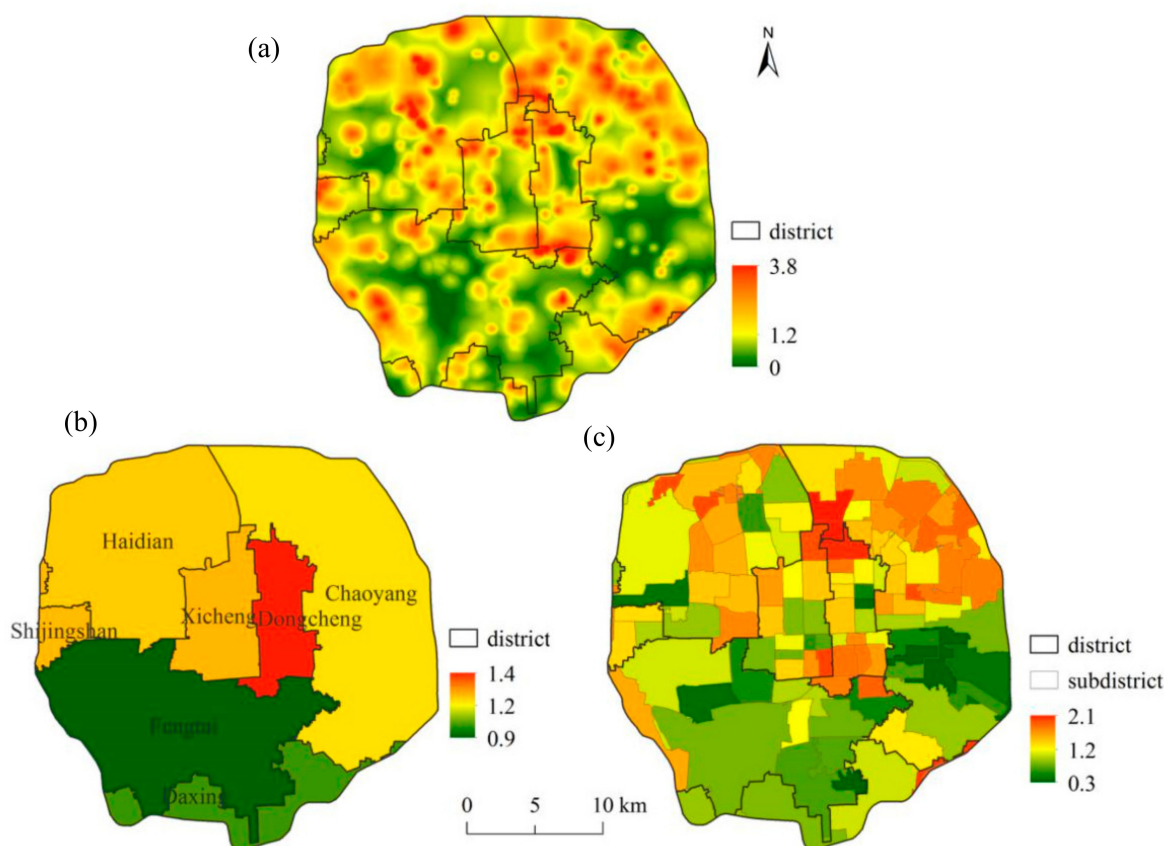 (a)
N
district
3.8
1.2
0
(b)
Haidian
Chaoyang
Xicheng
Dongcheng
Shijingshan
Fengtai
Daxing
district
1.4
1.2
0.9
0 5 10 km
(c)
district
subdistrict
2.1
1.2
0.3